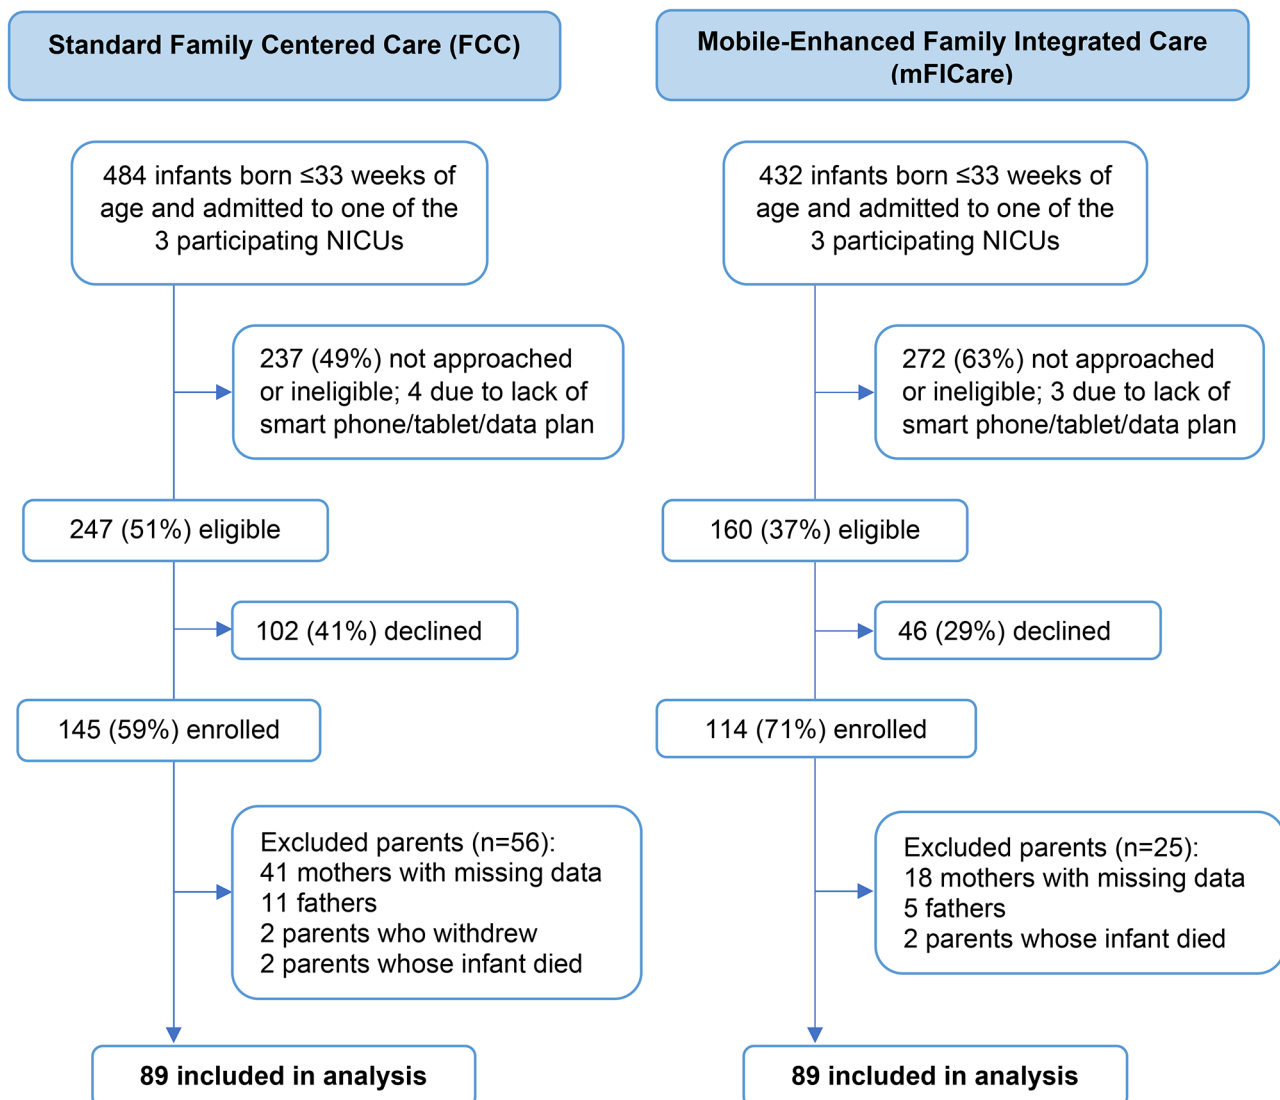 Standard Family Centered Care (FCC)
484 infants born ≤33 weeks of
age and admitted to one of the
3 participating NICUs
237 (49%) not approached
or ineligible; 4 due to lack of
smart phone/tablet/data plan
247 (51%) eligible
102 (41%) declined
145 (59%) enrolled
Excluded parents (n=56):
41 mothers with missing data
11 fathers
2 parents who withdrew
2 parents whose infant died
89 included in analysis
Mobile-Enhanced Family Integrated Care
(mFICare)
432 infants born ≤33 weeks of
age and admitted to one of the
3 participating NICUs
272 (63%) not approached
or ineligible; 3 due to lack of
smart phone/tablet/data plan
160 (37%) eligible
46 (29%) declined
114 (71%) enrolled
Excluded parents (n=25):
18 mothers with missing data
5 fathers
2 parents whose infant died
89 included in analysis